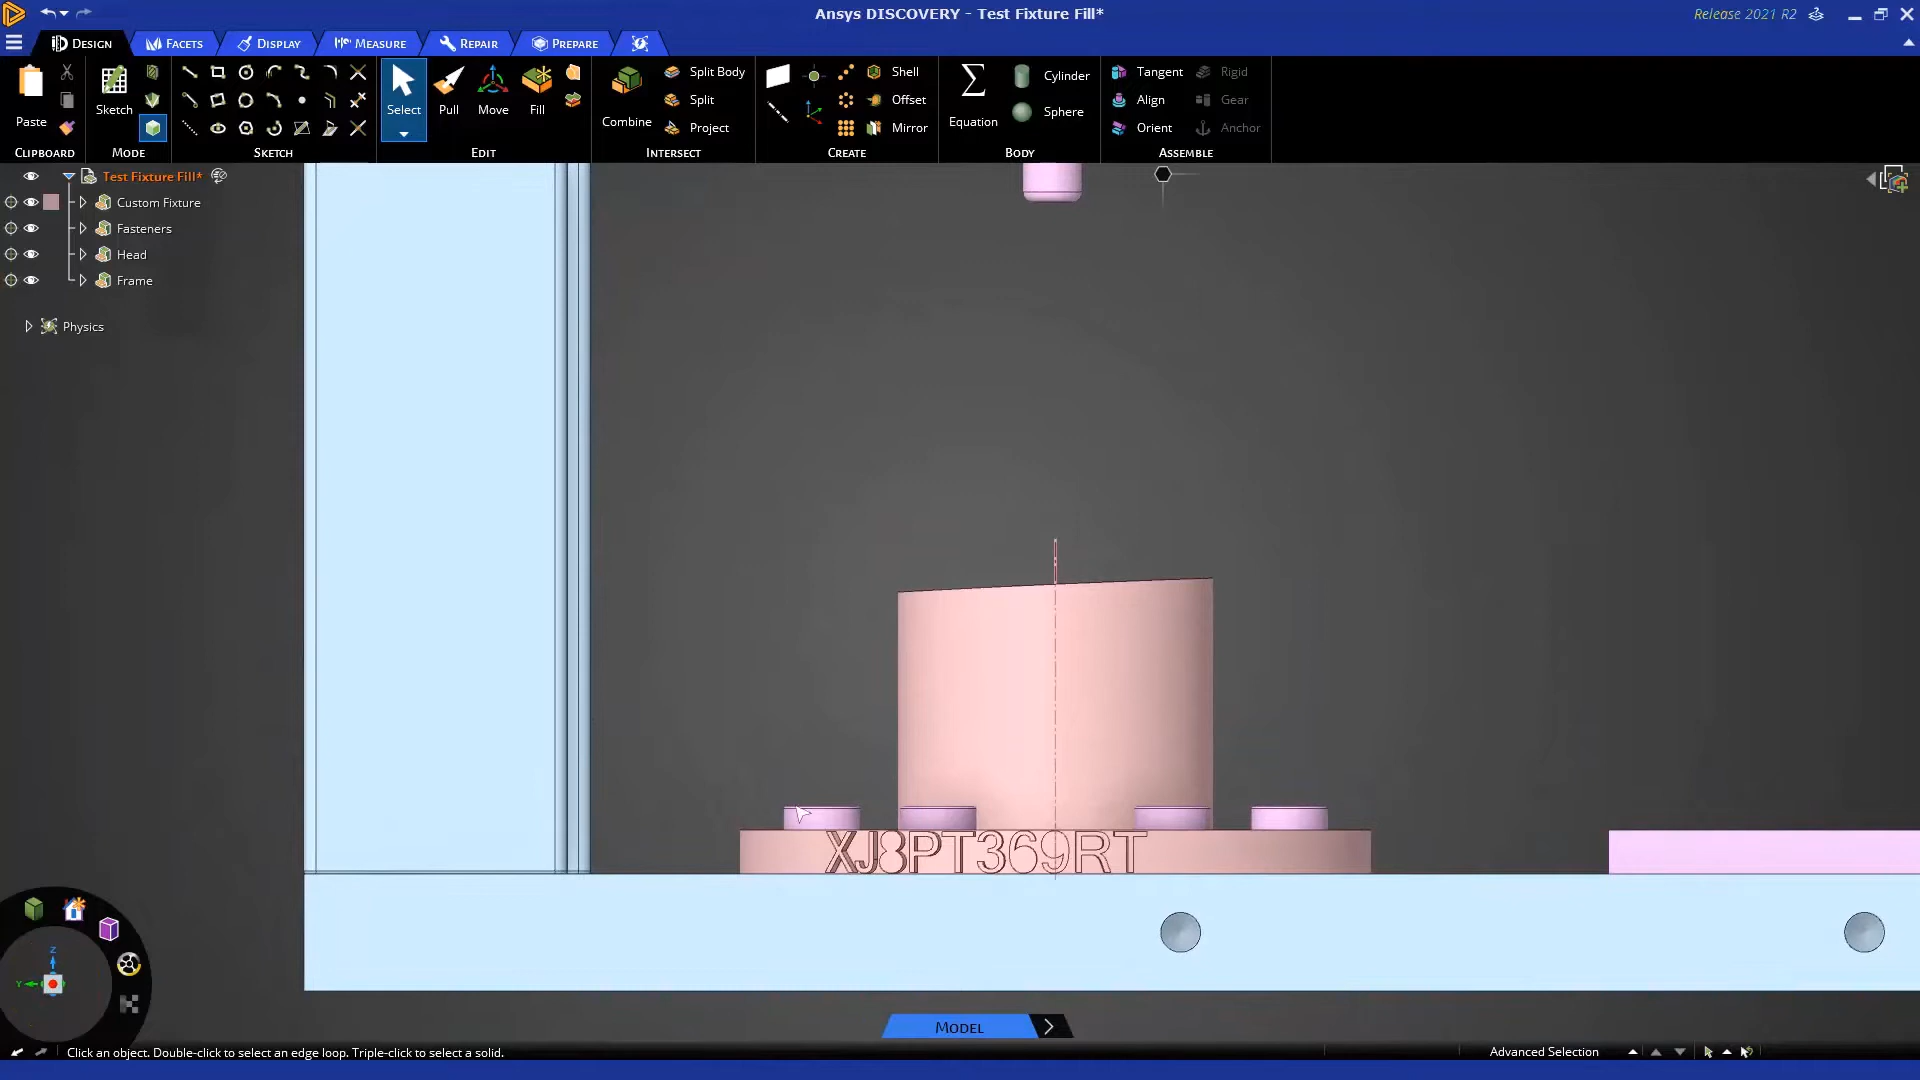 Ansys DISCOVERY - Test Fixture Fill*
Release 2021 R2
DESIGN FACETS DISPLAY MEASURE REPAIR PREPARE
Paste
CLIPBOARD
Sketch
MODE
SKETCH
Select Pull Move Fill
EDIT
Combine Split Body
Split
Project
INTERSECT
Shell
Offset
Mirror
CREATE
Equation Cylinder
Sphere
BODY
Tangent Rigid
Align Gear
Orient Anchor
ASSEMBLE
Test Fixture Fill*
Custom Fixture
Fasteners
Head
Frame
Physics
XJ8PT369RT
Z
Y
MODEL
Click an object. Double-click to select an edge loop. Triple-click to select a solid.
Advanced Selection